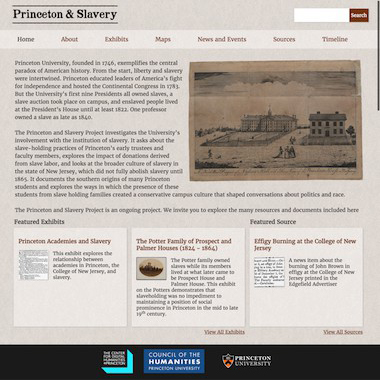 Princeton & Slavery
Search
Home About Exhibits Maps News and Events Sources Timeline
Princeton University, founded in 1746, exemplifies the central
paradox of American history. From the start, liberty and slavery
were intertwined. Princeton educated leaders of America's fight
for independence and hosted the Continental Congress in 1783.
But the University's first nine Presidents all owned slaves, a
slave auction took place on campus, and enslaved people lived
at the President's House until at least 1822. One professor
owned a slave as late as 1840.
The Princeton and Slavery Project investigates the University's
involvement with the institution of slavery. It asks about the
slave-holding practices of Princeton's early trustees and
faculty members, explores the impact of donations derived
from slave labor, and looks at the broader culture of slavery in
the state of New Jersey, which did not fully abolish slavery until
1865. It documents the southern origins of many Princeton
students and explores the ways in which the presence of these
students from slave holding families created a conservative campus culture that shaped conversations about politics and race.
The Princeton and Slavery Project is an ongoing project. We invite you to explore the many resources and documents included here
Featured Exhibits
Featured Source
Princeton Academies and Slavery
This exhibit explores the
relationship between
academies in Princeton, the
College of New Jersey, and
slavery.
The Potter Family of Prospect and
Palmer Houses (1824 - 1864)
The Potter family owned
slaves while its members
lived at what later came to
be Prospect House and
Palmer House. This exhibit
on the Potters demonstrates that
slaveholding was no impediment to
maintaining a position of social
prominence in Princeton in the mid to late
19th century.
Effigy Burning at the College of New
Jersey
A news item about the
burning of John Brown in
effigy at the College of
New Jersey, printed in the
Edgefield Advertiser
View All Exhibits
View All Sources
THE CENTER
FOR DIGITAL
HUMANITIES
@PRINCETON
COUNCIL OF THE
HUMANITIES
PRINCETON UNIVERSITY
PRINCETON
UNIVERSITY